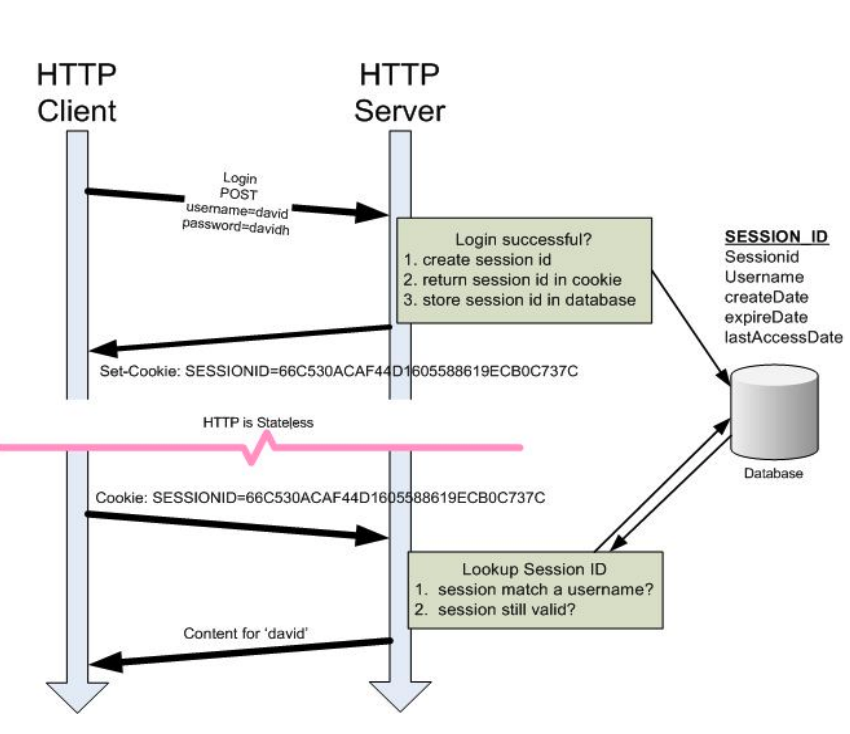 HTTP
Client
HTTP
Server
Login
POST
username=david
password=davidh
Login successful?
1. create session id
2. return session id in cookie
3. store session id in database
SESSION_ID
Sessionid
Username
createDate
expireDate
lastAccessDate
Set-Cookie: SESSIONID=66C530ACAF44D1605588619ECB0C737C
HTTP is Stateless
Database
Cookie: SESSIONID=66C530ACAF44D1605588619ECB0C737C
Lookup Session ID
1. session match a username?
2. session still valid?
Content for ‘david’